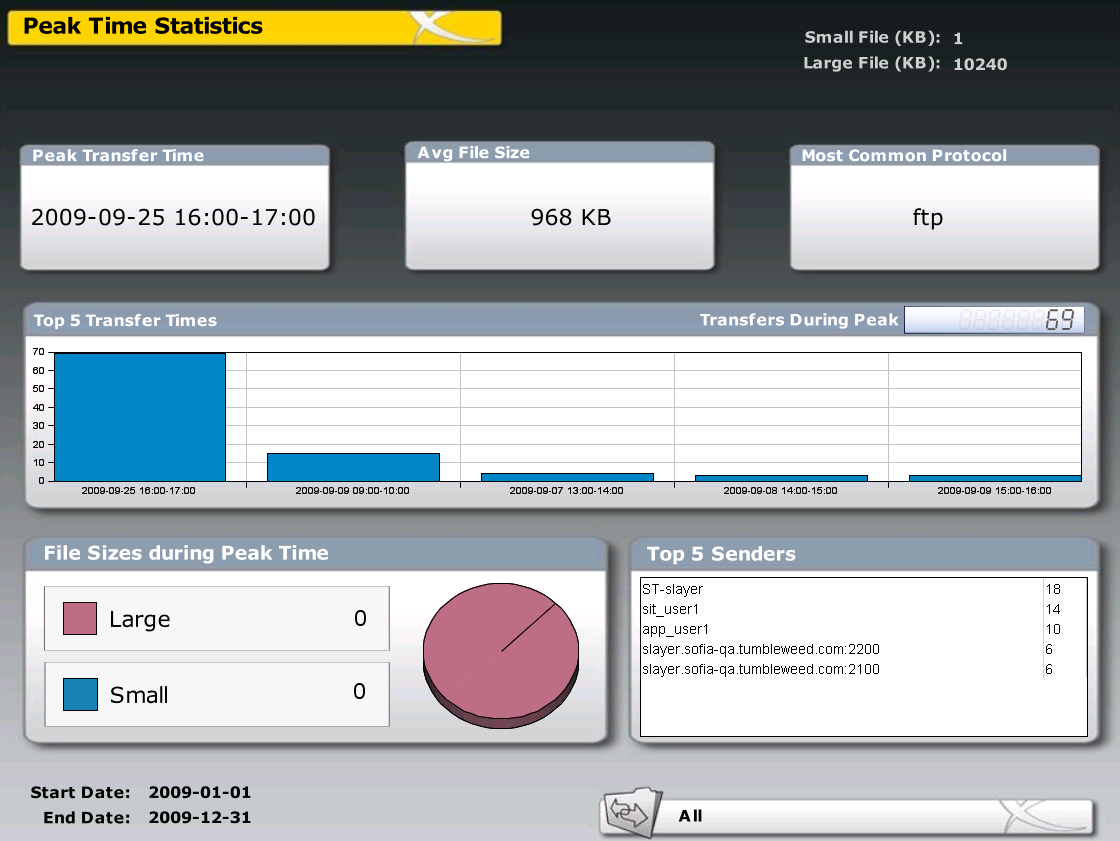 Peak Time Statistics
Small File (KB): 1
Large File (KB): 10240
Peak Transfer Time
2009-09-25 16:00-17:00
Avg File Size
968 KB
Most Common Protocol
ftp
Top 5 Transfer Times
Transfers During Peak 69
70
60
50
40
30
20
10
0
2009-09-25 16:00-17:00
2009-09-09 09:00-10:00
2009-09-07 13:00-14:00
2009-09-08 14:00-15:00
2009-09-09 15:00-16:00
File Sizes during Peak Time
Large 0
Small 0
Top 5 Senders
ST-slayer 18
sit_user1 14
app_user1 10
slayer.sofia-qa.tumbleweed.com:2200 6
slayer.sofia-qa.tumbleweed.com:2100 6
Start Date: 2009-01-01
End Date: 2009-12-31
All